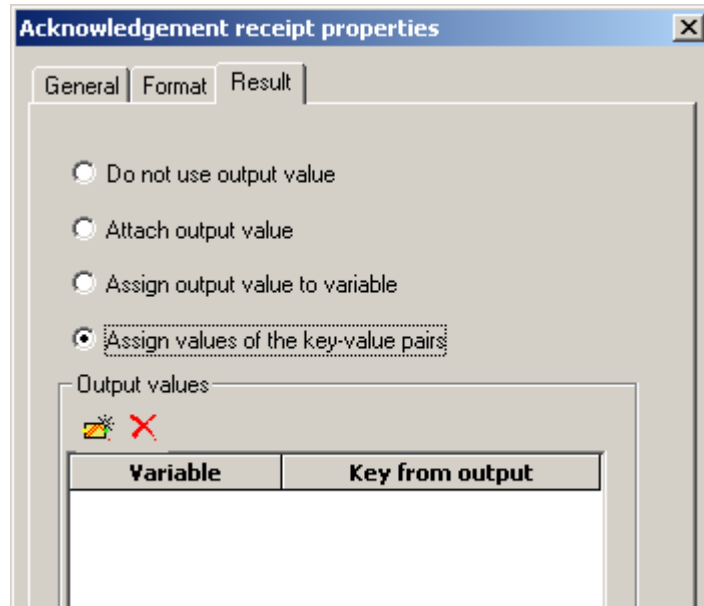 Acknowledgement receipt properties
General Format Result
Do not use output value
Attach output value
Assign output value to variable
Assign values of the key-value pairs
Output values
Variable Key from output